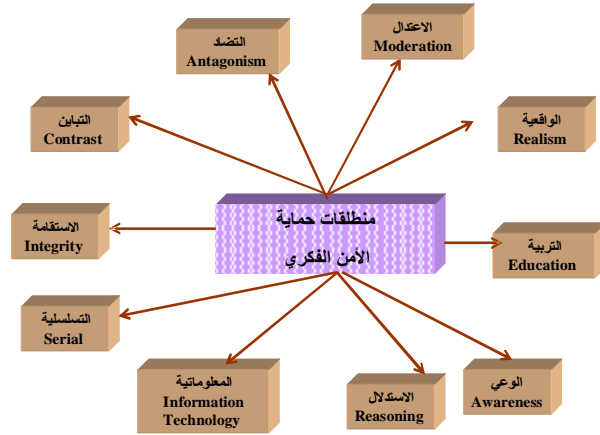 التضاد
Antagonism
الاعتدال
Moderation
التباين
Contrast
الواقعية
Realism
منطلقات حماية
الأمن الفكري
الاستقامة
Integrity
التربية
Education
التسلسلية
Serial
المعلوماتية
Information
Technology
الاستدلال
Reasoning
الوعي
Awareness